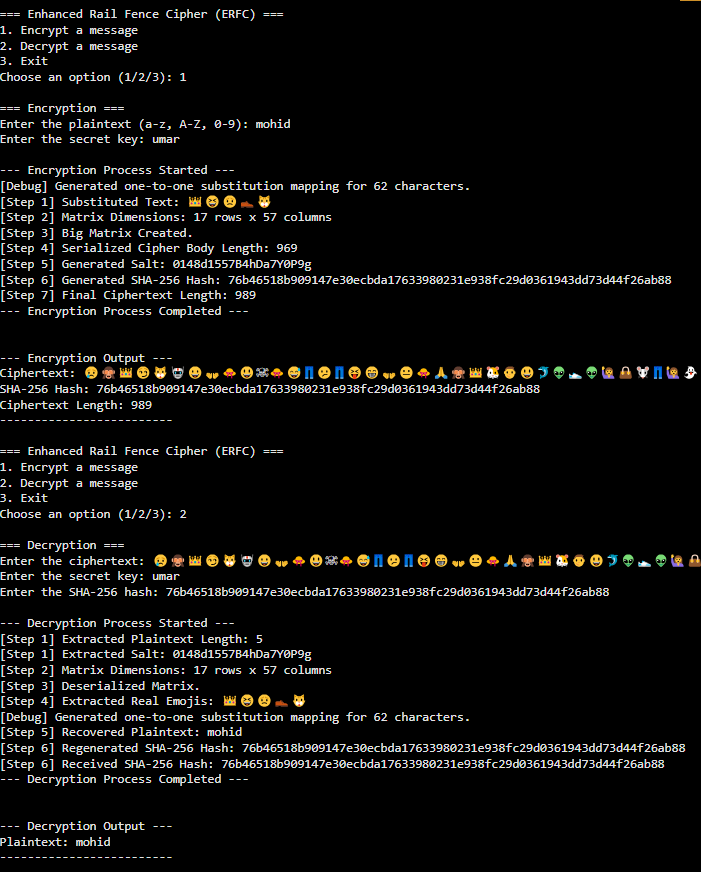 === Enhanced Rail Fence Cipher (ERFC) ===
1. Encrypt a message
2. Decrypt a message
3. Exit
Choose an option (1/2/3): 1
=== Encryption ===
Enter the plaintext (a-z, A-Z, 0-9): mohid
Enter the secret key: umar
--- Encryption Process Started ---
[Debug] Generated one-to-one substitution mapping for 62 characters.
[Step 1] Substituted Text: 👑😆😣👞😺
[Step 2] Matrix Dimensions: 17 rows x 57 columns
[Step 3] Big Matrix Created.
[Step 4] Serialized Cipher Body Length: 969
[Step 5] Generated Salt: 0148d1557B4hDa7Y0P9g
[Step 6] Generated SHA-256 Hash: 76b46518b909147e30ecbda17633980231e938fc29d0361943dd73d44f26ab88
[Step 7] Final Ciphertext Length: 989
--- Encryption Process Completed ---
--- Encryption Output ---
Ciphertext:
SHA-256 Hash: 76b46518b909147e30ecbda17633980231e938fc29d0361943dd73d44f26ab88
Ciphertext Length: 989
-------------------------
=== Enhanced Rail Fence Cipher (ERFC) ===
1. Encrypt a message
2. Decrypt a message
3. Exit
Choose an option (1/2/3): 2
=== Decryption ===
Enter the ciphertext:
Enter the secret key: umar
Enter the SHA-256 hash: 76b46518b909147e30ecbda17633980231e938fc29d0361943dd73d44f26ab88
--- Decryption Process Started ---
[Step 1] Extracted Plaintext Length: 5
[Step 1] Extracted Salt: 0148d1557B4hDa7Y0P9g
[Step 2] Matrix Dimensions: 17 rows x 57 columns
[Step 3] Deserialized Matrix.
[Step 4] Extracted Real Emojis: 👑😆😣👞😺
[Debug] Generated one-to-one substitution mapping for 62 characters.
[Step 5] Recovered Plaintext: mohid
[Step 6] Regenerated SHA-256 Hash: 76b46518b909147e30ecbda17633980231e938fc29d0361943dd73d44f26ab88
[Step 6] Received SHA-256 Hash: 76b46518b909147e30ecbda17633980231e938fc29d0361943dd73d44f26ab88
--- Decryption Process Completed ---
--- Decryption Output ---
Plaintext: mohid
-------------------------